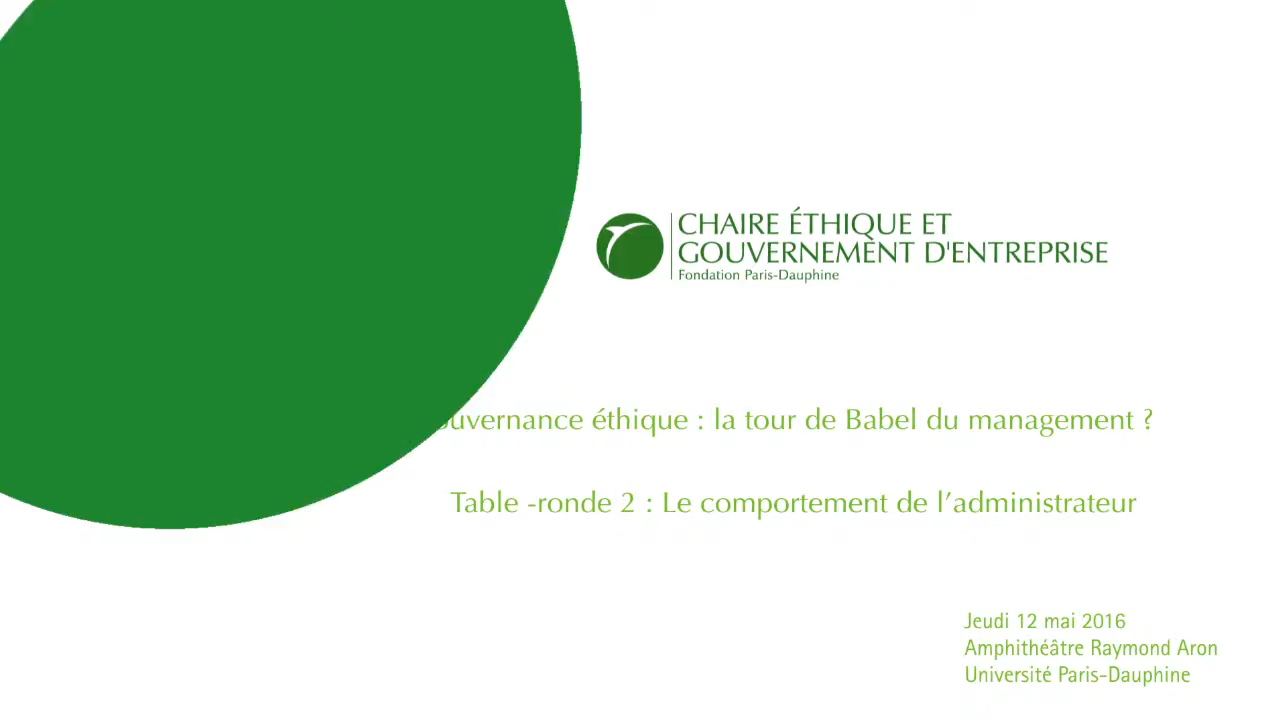 CHAIRE ÉTHIQUE ET
GOUVERNEMENT D'ENTREPRISE
Fondation Paris-Dauphine
éthique : la tour de Babel du management ?
Table -ronde 2 : Le comportement de l’administrateur
Jeudi 12 mai 2016
Amphithéâtre Raymond Aron
Université Paris-Dauphine